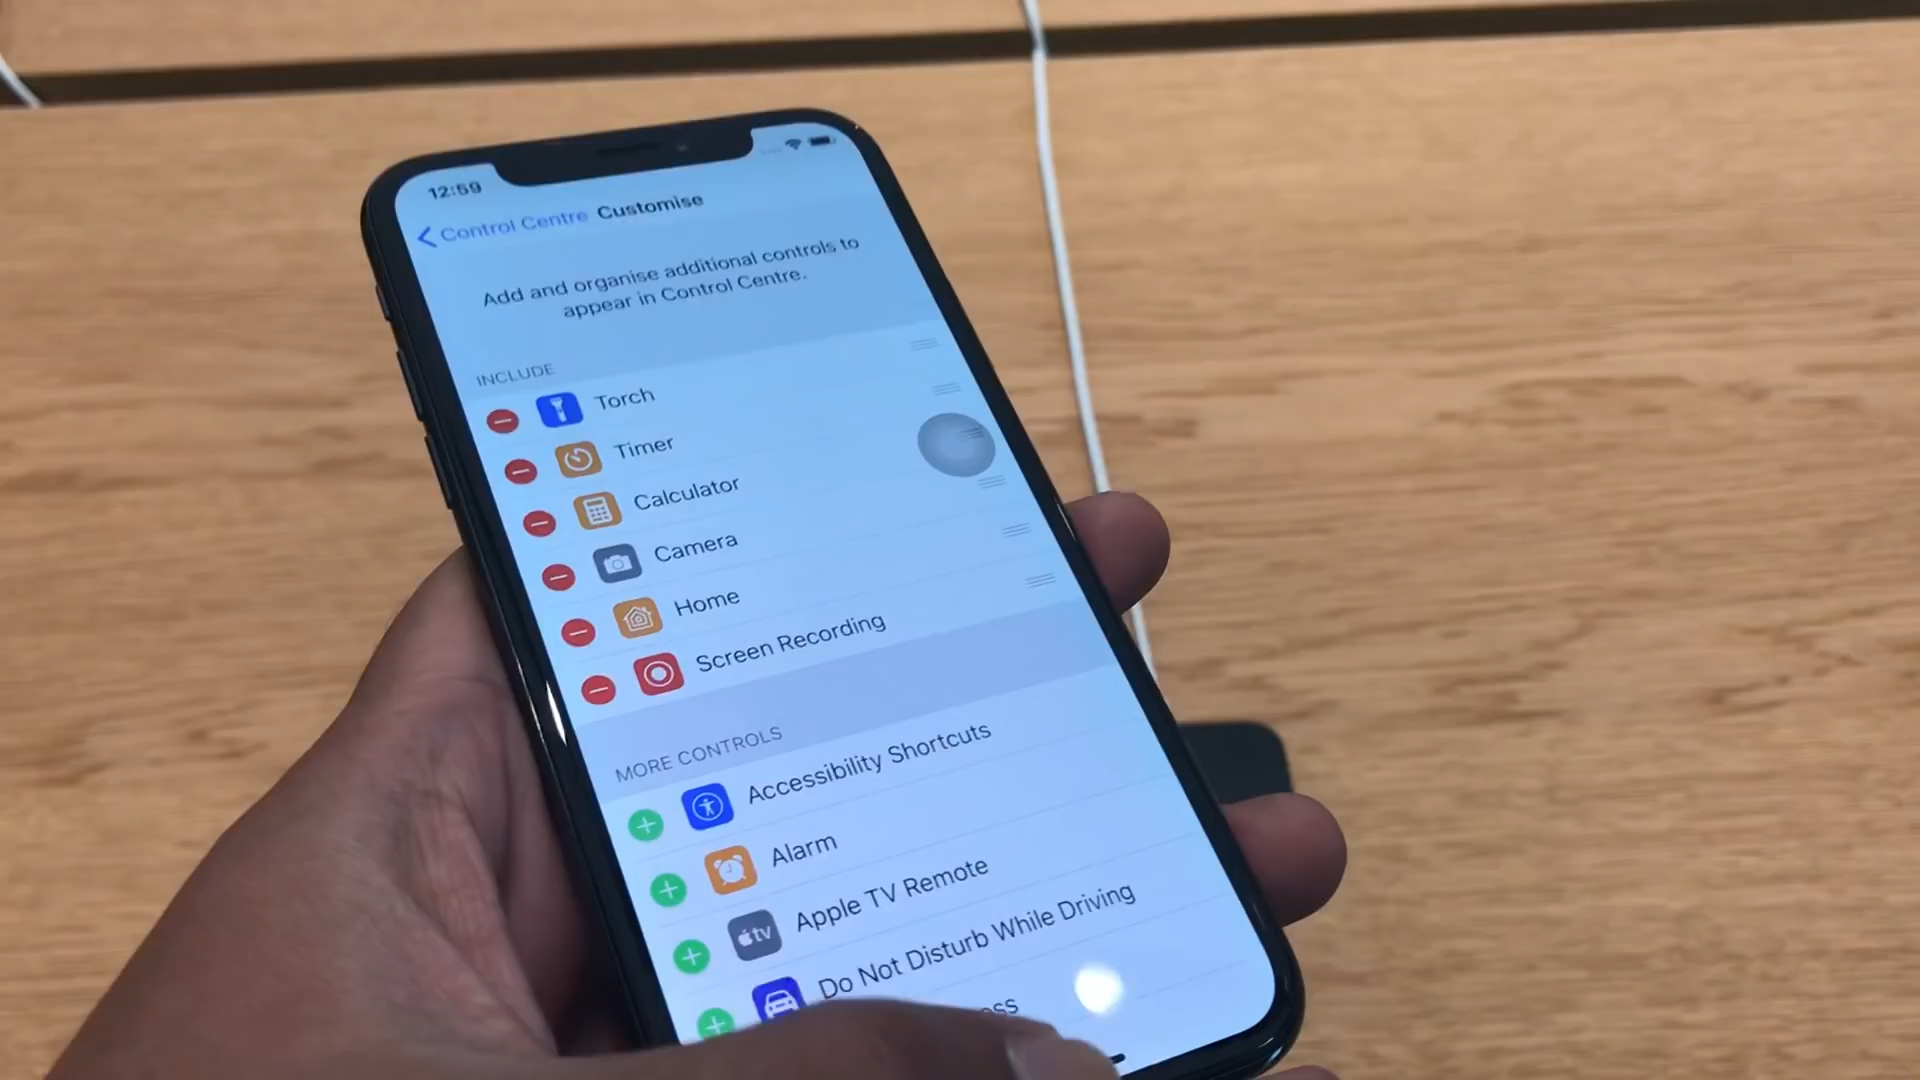 12:59
Control Centre Customise
Add and organise additional controls to
appear in Control Centre.
INCLUDE
Torch
Timer
Calculator
Camera
Home
Screen Recording
MORE CONTROLS
Accessibility Shortcuts
Alarm
tv Apple TV Remote
Do Not Disturb While Driving